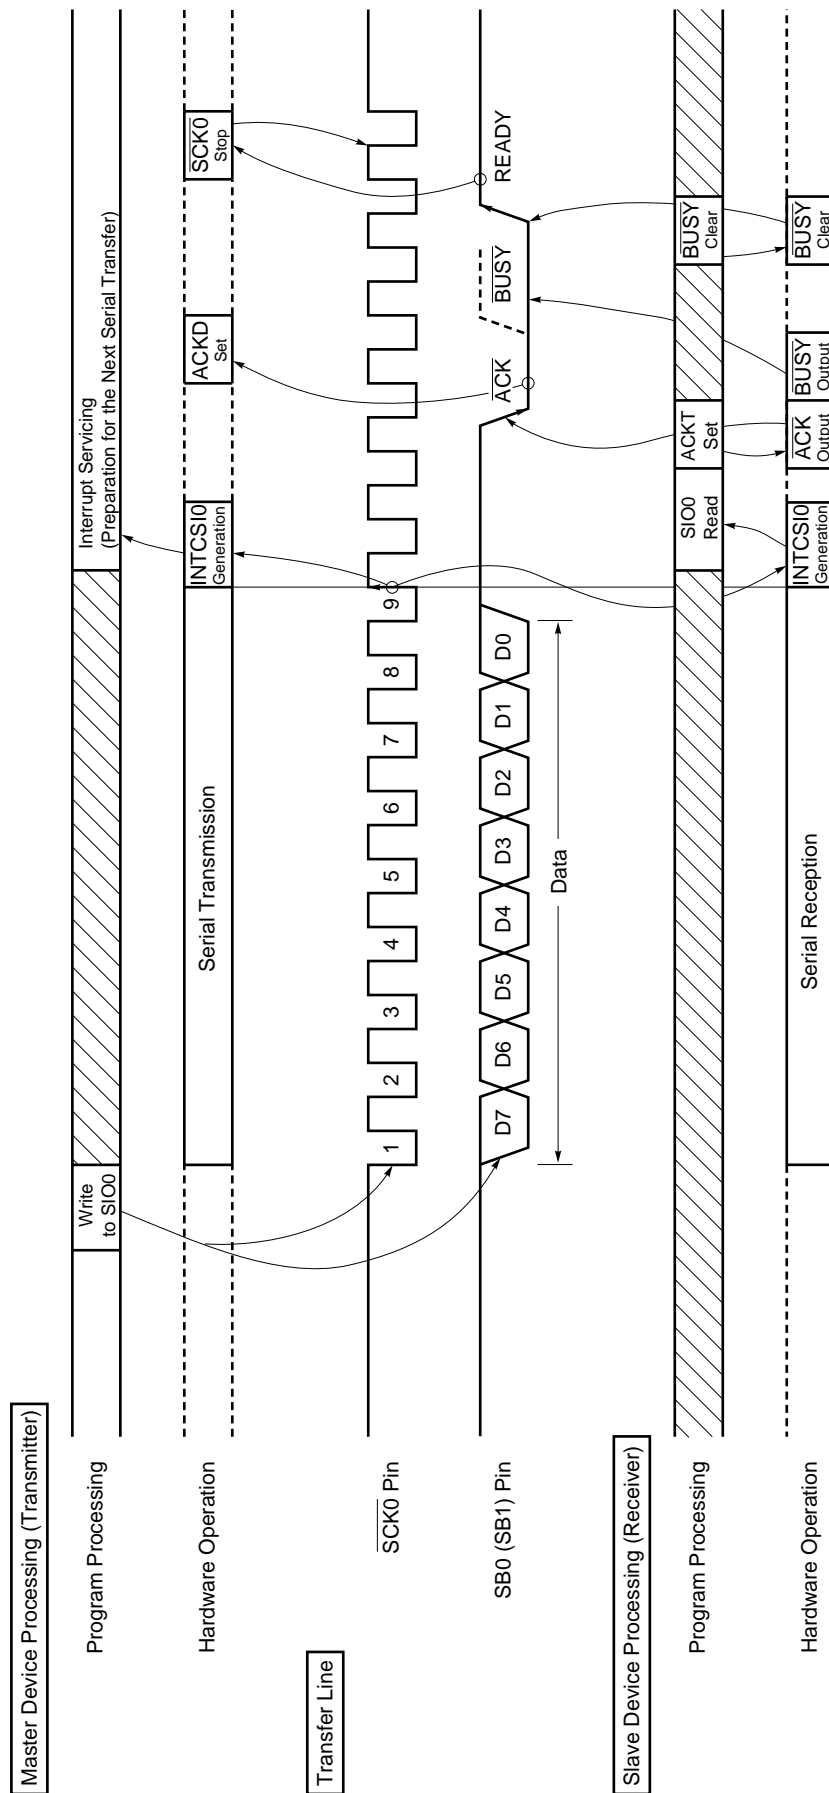 Master Device Processing (Transmitter)
Program Processing
Write
to SIO0
Interrupt Servicing
(Preparation for the Next Serial Transfer)
Hardware Operation
Serial Transmission
INTCSI0
Generation
ACKD
Set
SCK0
Stop
Transfer Line
SCK0 Pin
1 2 3 4 5 6 7 8 9
SB0 (SB1) Pin
D7 D6 D5 D4 D3 D2 D1 D0
ACK
BUSY
READY
Data
Slave Device Processing (Receiver)
Program Processing
SIO0
Read
ACKT
Set
BUSY
Clear
Hardware Operation
Serial Reception
INTCSI0
Generation
ACK
Output
BUSY
Output
BUSY
Clear